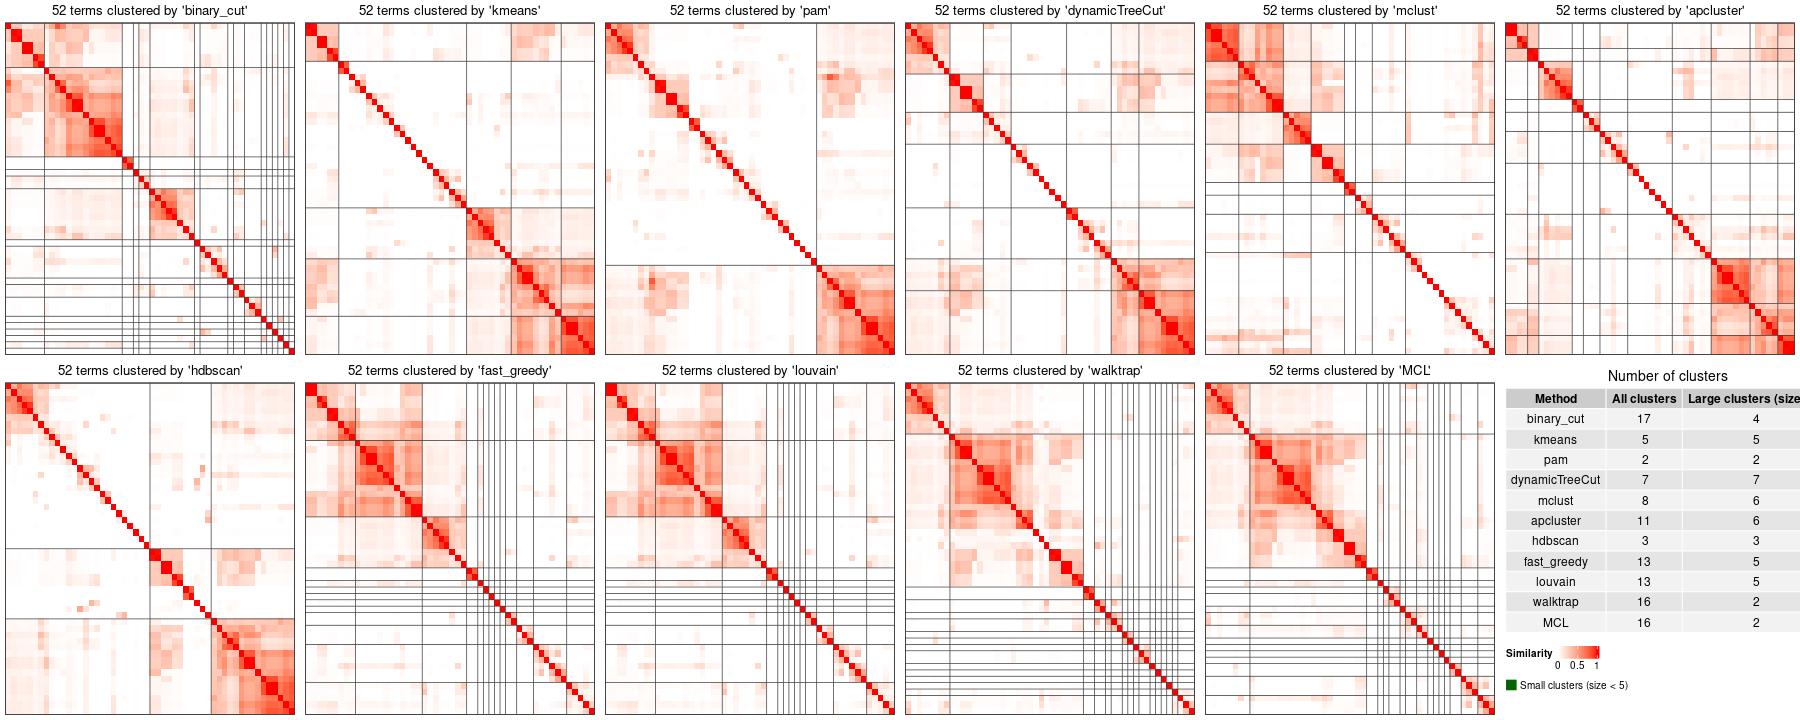 52 terms clustered by 'binary_cut'
52 terms clustered by 'kmeans'
52 terms clustered by 'pam'
52 terms clustered by 'dynamicTreeCut'
52 terms clustered by 'mclust'
52 terms clustered by 'apcluster'
52 terms clustered by 'hdbscan'
52 terms clustered by 'fast_greedy'
52 terms clustered by 'louvain'
52 terms clustered by 'walktrap'
52 terms clustered by 'MCL'
Number of clusters
Method All clusters Large clusters (size
binary_cut 17 4
kmeans 5 5
pam 2 2
dynamicTreeCut 7 7
mclust 8 6
apcluster 11 6
hdbscan 3 3
fast_greedy 13 5
louvain 13 5
walktrap 16 2
MCL 16 2
Similarity
0 0.5 1
Small clusters (size < 5)